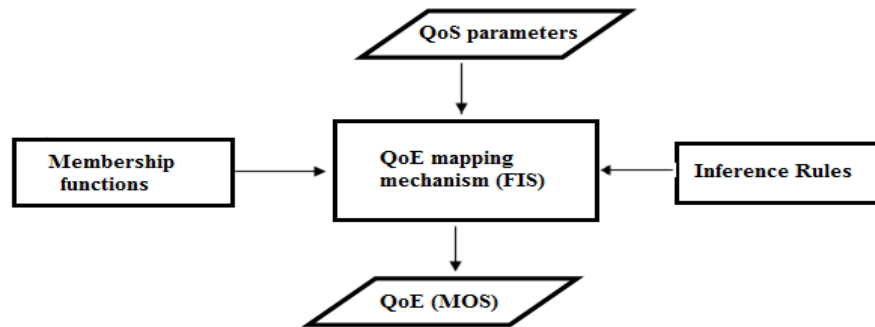 QoS parameters
Membership
functions
QoE mapping
mechanism (FIS)
Inference Rules
QoE (MOS)